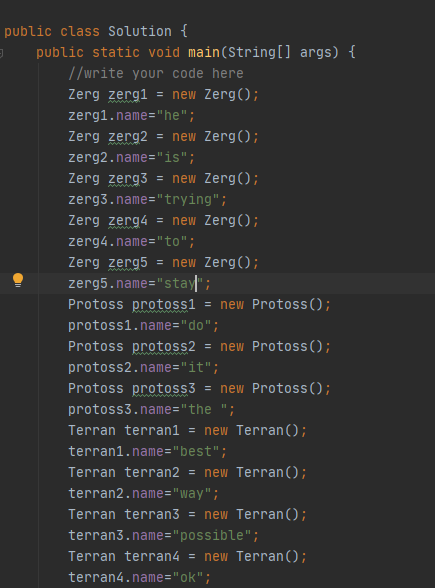 public class Solution {
public static void main(String[] args) {
//write your code here
Zerg zerg1 = new Zerg();
zerg1.name="he";
Zerg zerg2 = new Zerg();
zerg2.name="is";
Zerg zerg3 = new Zerg();
zerg3.name="trying";
Zerg zerg4 = new Zerg();
zerg4.name="to";
Zerg zerg5 = new Zerg();
zerg5.name="stay";
Protoss protoss1 = new Protoss();
protoss1.name="do";
Protoss protoss2 = new Protoss();
protoss2.name="it";
Protoss protoss3 = new Protoss();
protoss3.name="the ";
Terran terran1 = new Terran();
terran1.name="best";
Terran terran2 = new Terran();
terran2.name="way";
Terran terran3 = new Terran();
terran3.name="possible";
Terran terran4 = new Terran();
terran4.name="ok";